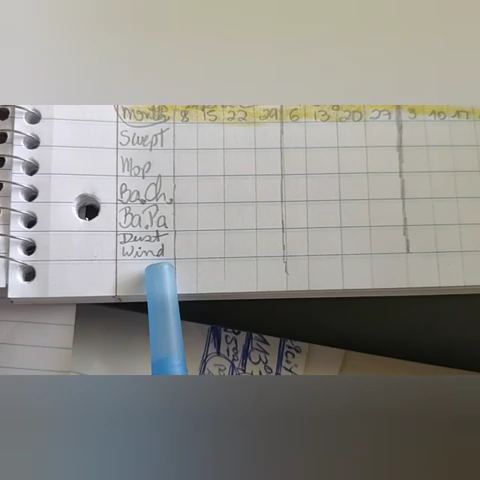 Month 8 15 22 29 6 13 20 27 3 10 17
Swept
Mop
Ba.Ch.
Ba.Pa
Dust
Wind